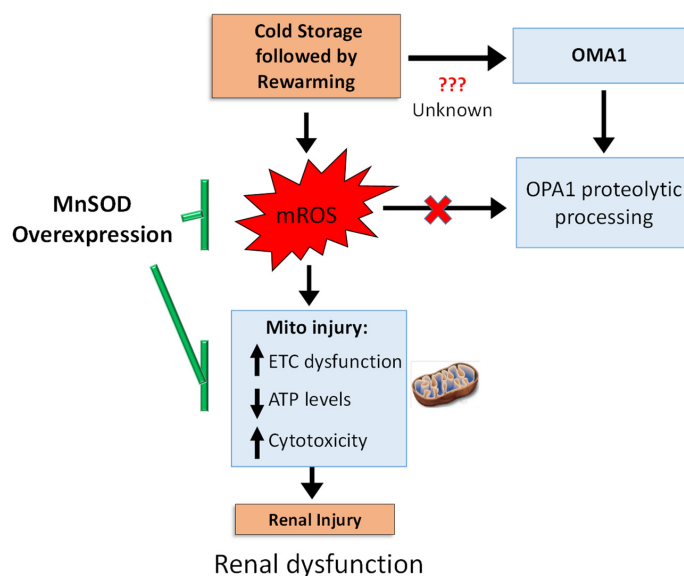 Cold Storage
followed by
Rewarming
OMA1
???
Unknown
MnSOD
Overexpression
mROS
OPA1 proteolytic
processing
Mito injury:
ETC dysfunction
ATP levels
Cytotoxicity
Renal Injury
Renal dysfunction